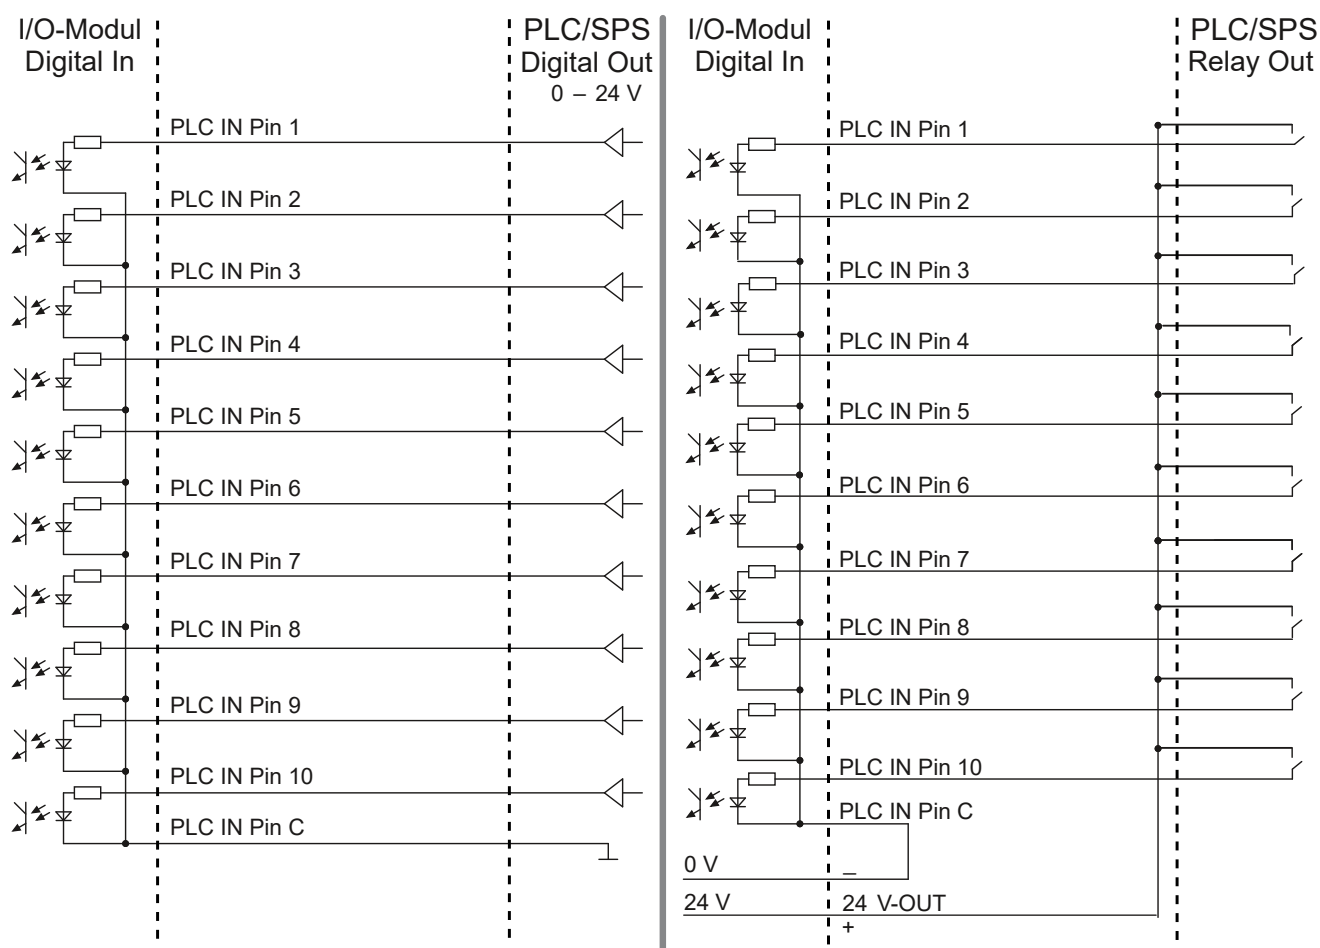 I/O-Modul
Digital In
PLC/SPS
Digital Out
0 – 24 V
PLC IN Pin 1
PLC IN Pin 2
PLC IN Pin 3
PLC IN Pin 4
PLC IN Pin 5
PLC IN Pin 6
PLC IN Pin 7
PLC IN Pin 8
PLC IN Pin 9
PLC IN Pin 10
PLC IN Pin C
I/O-Modul
Digital In
PLC/SPS
Relay Out
PLC IN Pin 1
PLC IN Pin 2
PLC IN Pin 3
PLC IN Pin 4
PLC IN Pin 5
PLC IN Pin 6
PLC IN Pin 7
PLC IN Pin 8
PLC IN Pin 9
PLC IN Pin 10
PLC IN Pin C
0 V –
24 V 24 V-OUT
+